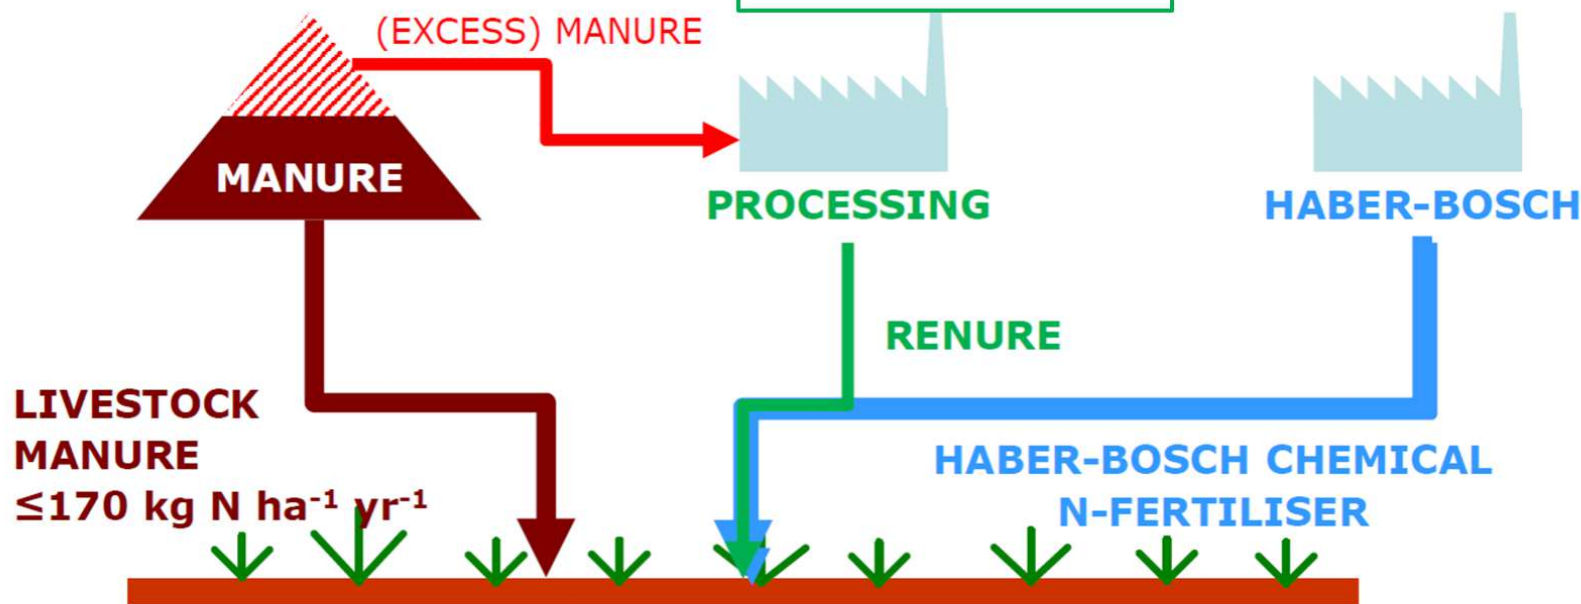 (EXCESS) MANURE
MANURE
PROCESSING
HABER-BOSCH
RENURE
LIVESTOCK
MANURE
≤170 kg N ha⁻¹ yr⁻¹
HABER-BOSCH CHEMICAL
N-FERTILISER